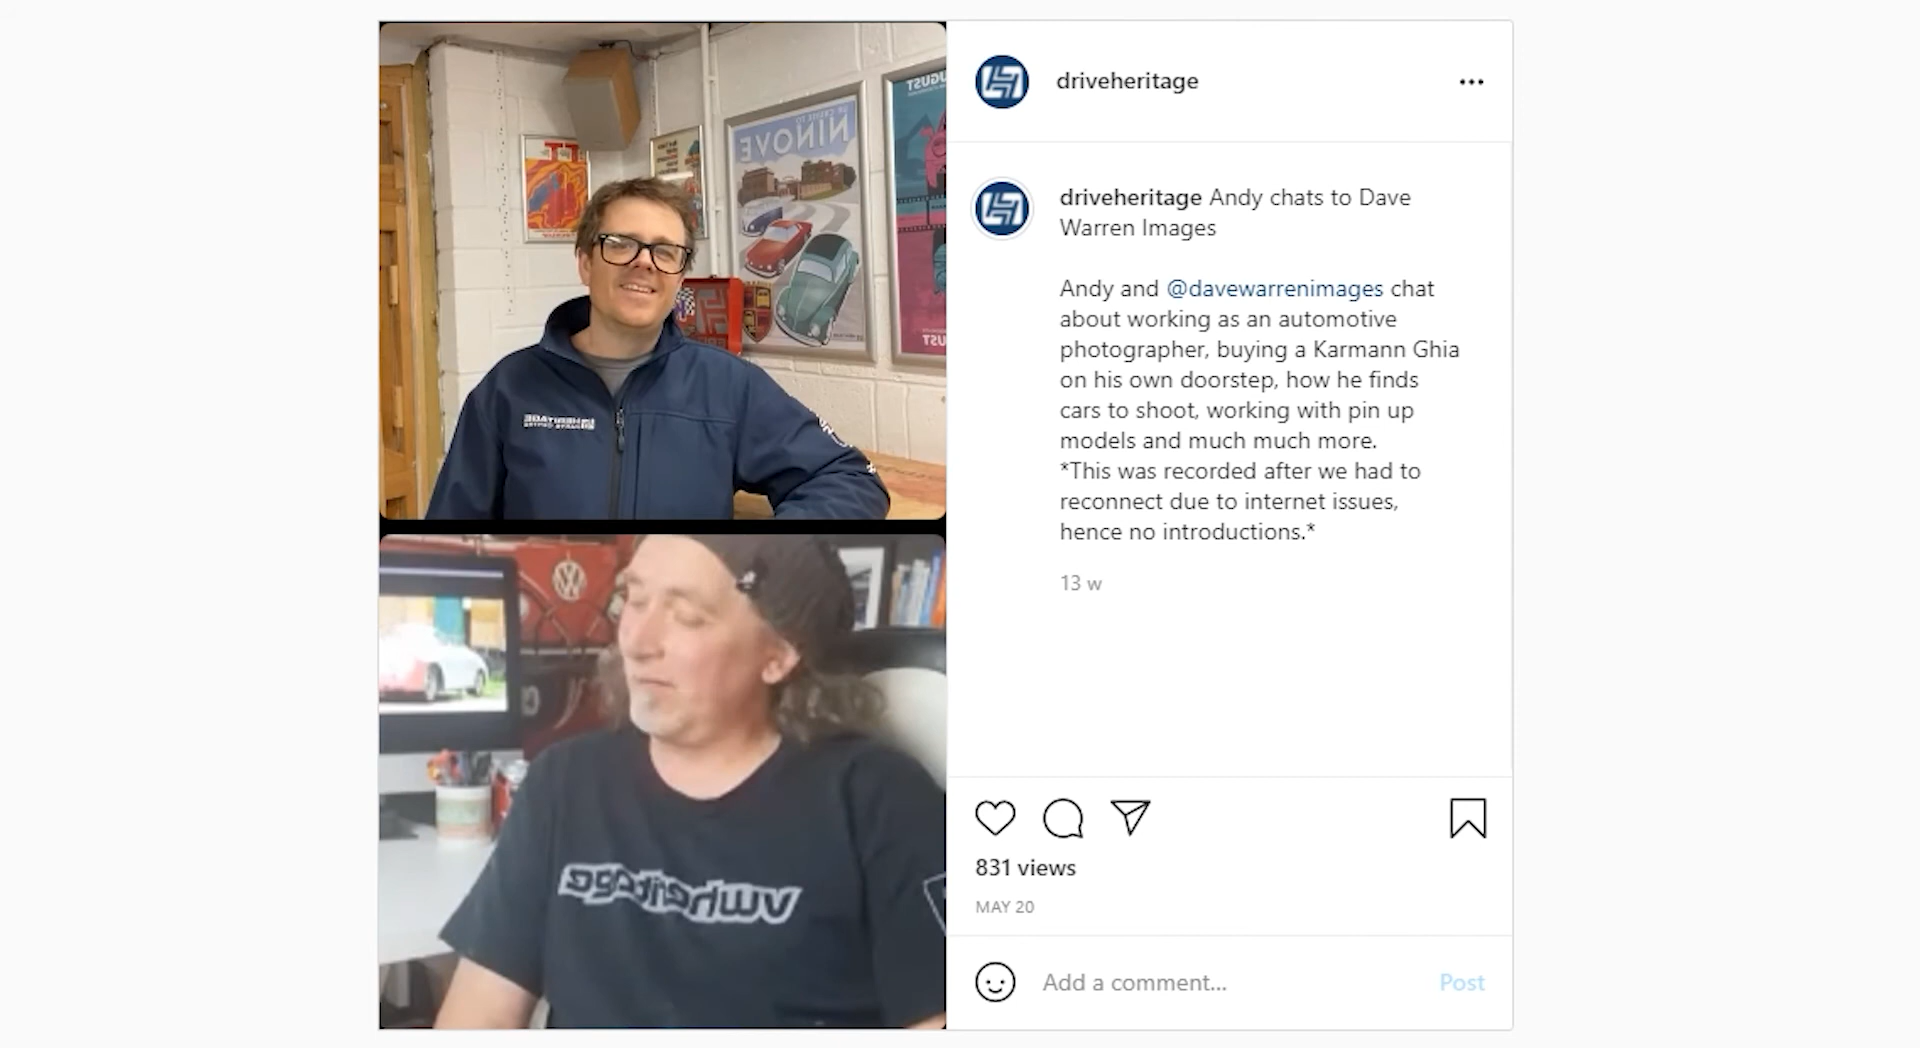 NINOVE
AUGUST
vwheritage
driveheritage
driveheritage Andy chats to Dave
Warren Images
Andy and @davewarrenimages chat
about working as an automotive
photographer, buying a Karmann Ghia
on his own doorstep, how he finds
cars to shoot, working with pin up
models and much much more.
*This was recorded after we had to
reconnect due to internet issues,
hence no introductions.*
13 w
831 views
MAY 20
Add a comment...
Post